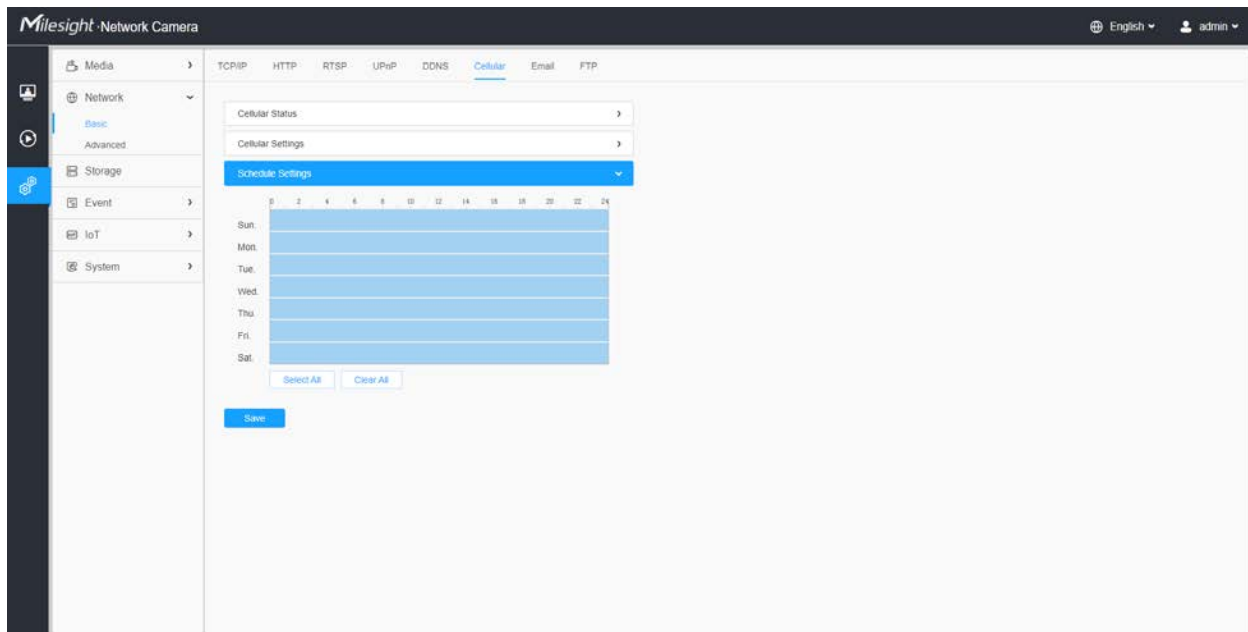 Milesight Network Camera
English
admin
Media
Network
Basic
Advanced
Storage
Event
IoT
System
TCP/IP HTTP RTSP UPnP DDNS Cellular Email FTP
Cellular Status
Cellular Settings
Schedule Settings
0 2 4 6 8 10 12 14 16 18 20 22 24
Sun.
Mon.
Tue.
Wed.
Thu.
Fri.
Sat.
Select All Clear All
Save